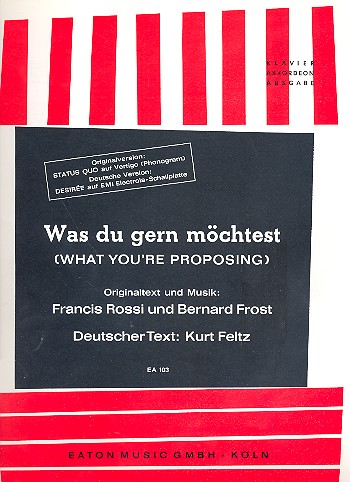 KLAVIER
AKKORDEON
AUSGABE
Originalversion:
STATUS QUO auf Vertigo (Phonogram)
Deutsche Version:
DESIRÉE auf EMI Electrola-Schallplatte
Was du gern möchtest
(WHAT YOU'RE PROPOSING)
Originaltext und Musik:
Francis Rossi und Bernard Frost
Deutscher Text: Kurt Feltz
EA 103
EATON MUSIC GMBH - KÖLN